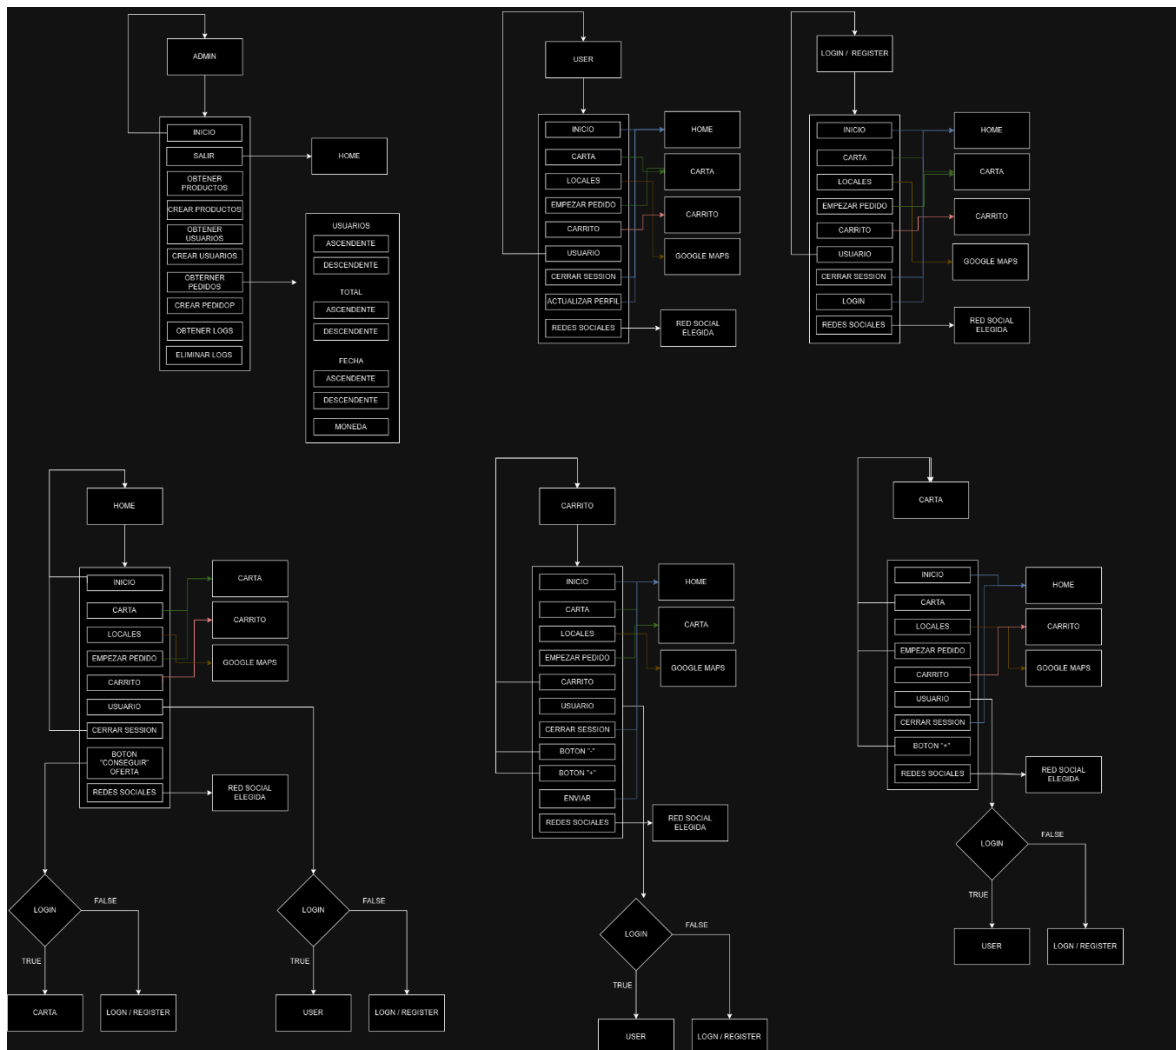 ADMIN
INICIO
SALIR
OBTENER
PRODUCTOS
CREAR PRODUCTOS
OBTENER
USUARIOS
CREAR USUARIOS
OBTERNER
PEDIDOS
CREAR PEDIDOP
OBTENER LOGS
ELIMINAR LOGS
HOME
USUARIOS
ASCENDENTE
DESCENDENTE
TOTAL
ASCENDENTE
DESCENDENTE
FECHA
ASCENDENTE
DESCENDENTE
MONEDA
USER
INICIO
CARTA
LOCALES
EMPEZAR PEDIDO
CARRITO
USUARIO
CERRAR SESSION
ACTUALIZAR PERFIL
REDES SOCIALES
HOME
CARTA
CARRITO
GOOGLE MAPS
RED SOCIAL
ELEGIDA
LOGIN / REGISTER
INICIO
CARTA
LOCALES
EMPEZAR PEDIDO
CARRITO
USUARIO
CERRAR SESSION
LOGIN
REDES SOCIALES
HOME
CARTA
CARRITO
GOOGLE MAPS
RED SOCIAL
ELEGIDA
HOME
INICIO
CARTA
LOCALES
EMPEZAR PEDIDO
CARRITO
USUARIO
CERRAR SESSION
BOTON
"CONSEGUIR"
OFERTA
REDES SOCIALES
CARTA
CARRITO
GOOGLE MAPS
RED SOCIAL
ELEGIDA
LOGIN
FALSE
TRUE
CARTA
LOGN / REGISTER
LOGIN
FALSE
TRUE
USER
LOGN / REGISTER
CARRITO
INICIO
CARTA
LOCALES
EMPEZAR PEDIDO
CARRITO
USUARIO
CERRAR SESSION
BOTON "-"
BOTON "+"
ENVIAR
REDES SOCIALES
HOME
CARTA
GOOGLE MAPS
RED SOCIAL
ELEGIDA
LOGIN
FALSE
TRUE
USER
LOGN / REGISTER
CARTA
INICIO
CARTA
LOCALES
EMPEZAR PEDIDO
CARRITO
USUARIO
CERRAR SESSION
BOTON "+"
REDES SOCIALES
HOME
CARRITO
GOOGLE MAPS
RED SOCIAL
ELEGIDA
LOGIN
FALSE
TRUE
USER
LOGN / REGISTER